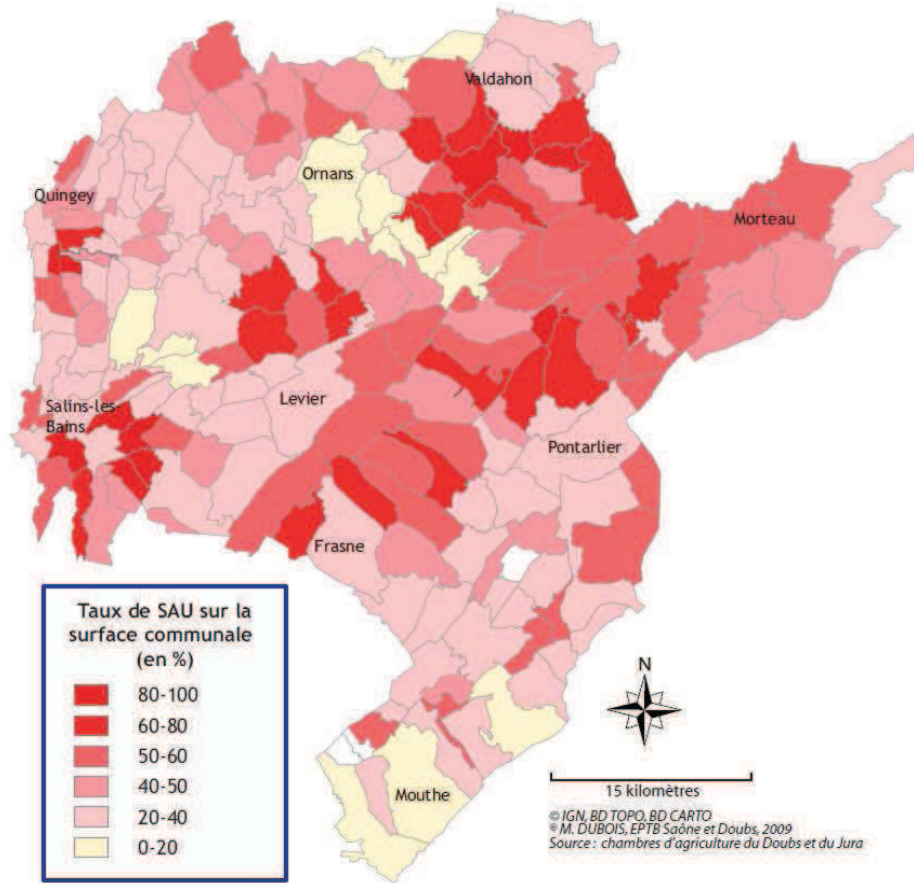 Valdahon
Ornans
Quingey
Morteau
Levier
Salins-les-
Bains
Pontarlier
Frasne
Mouthe
Taux de SAU sur la
surface communale
(en %)
80-100
60-80
50-60
40-50
20-40
0-20
N
15 kilomètres
© IGN, BD TOPO, BD CARTO
® M. DUBOIS, EPTB Saône et Doubs, 2009
Source : chambres d'agriculture du Doubs et du Jura